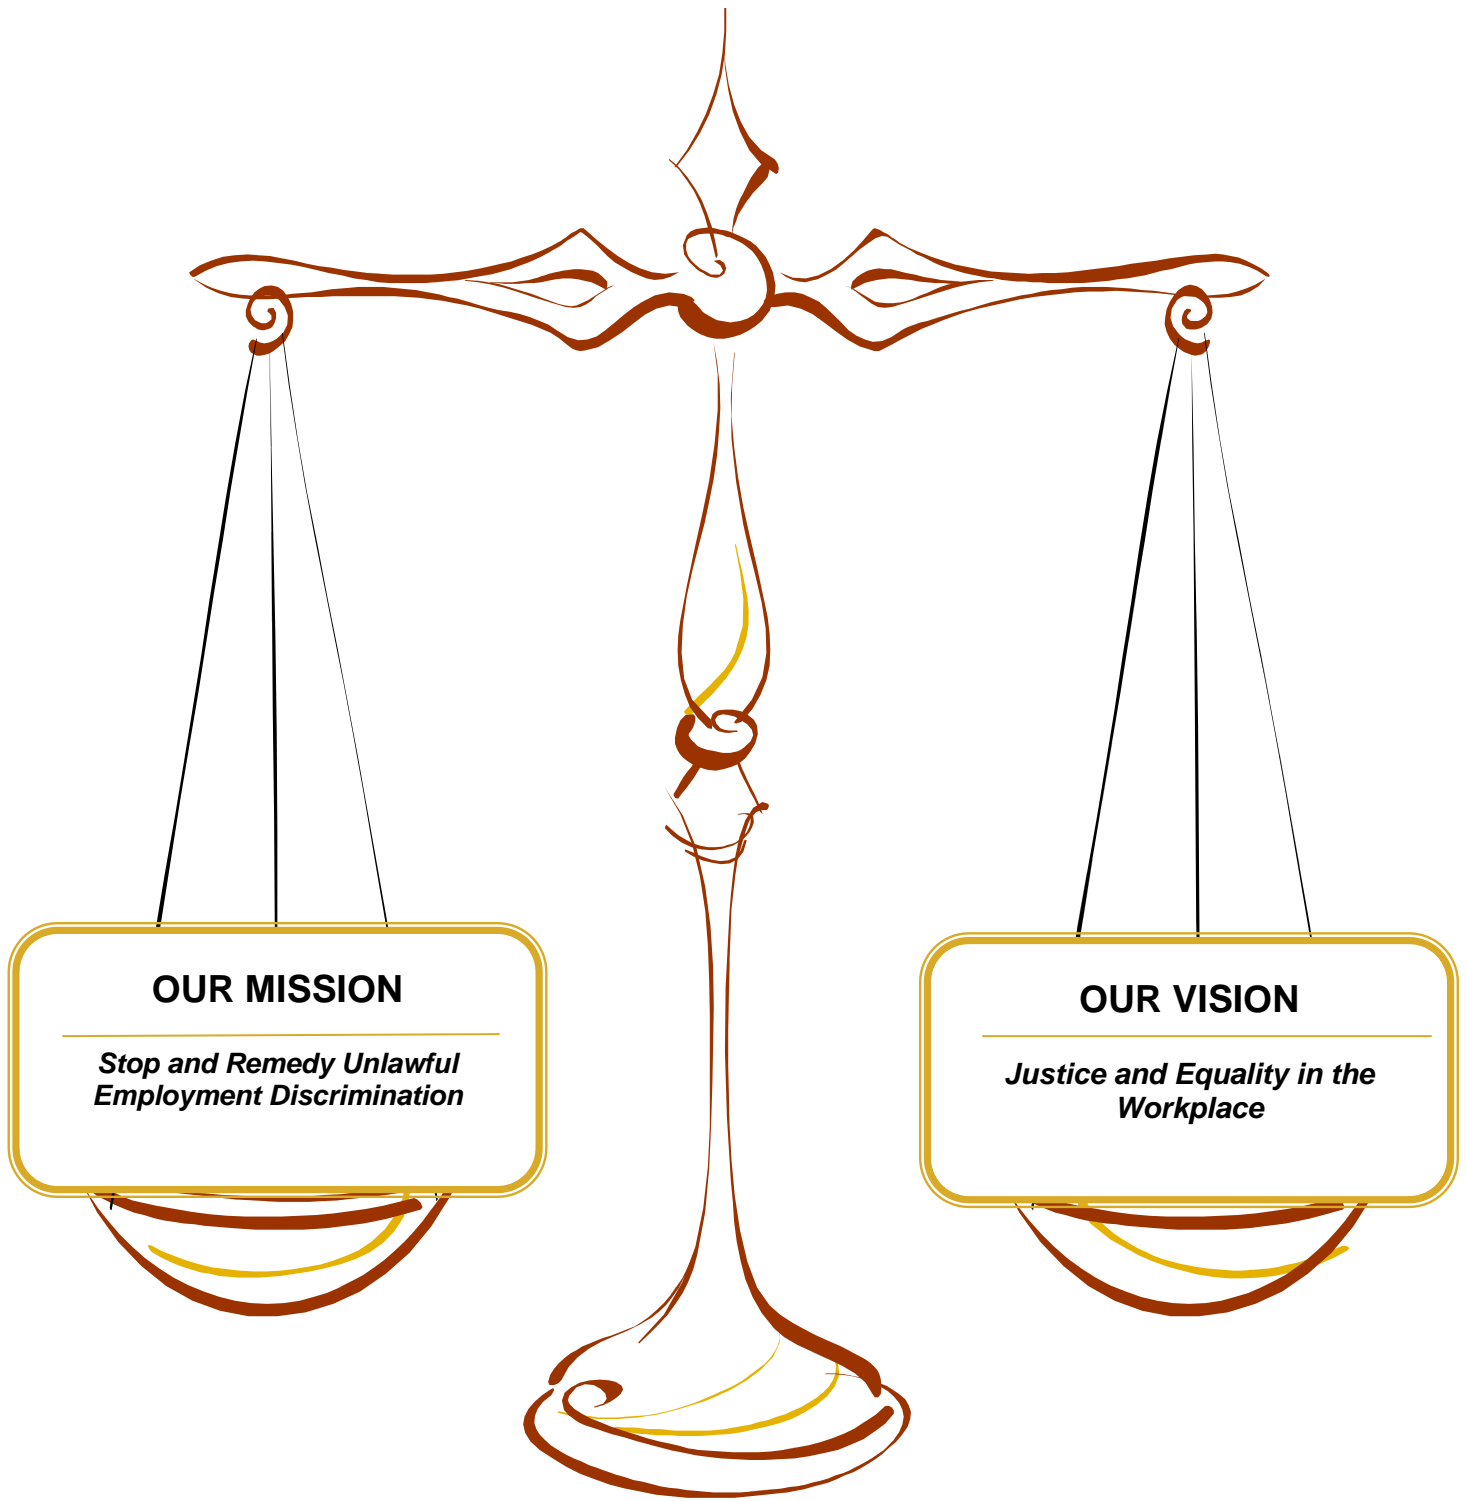 OUR MISSION
Stop and Remedy Unlawful
Employment Discrimination
OUR VISION
Justice and Equality in the
Workplace